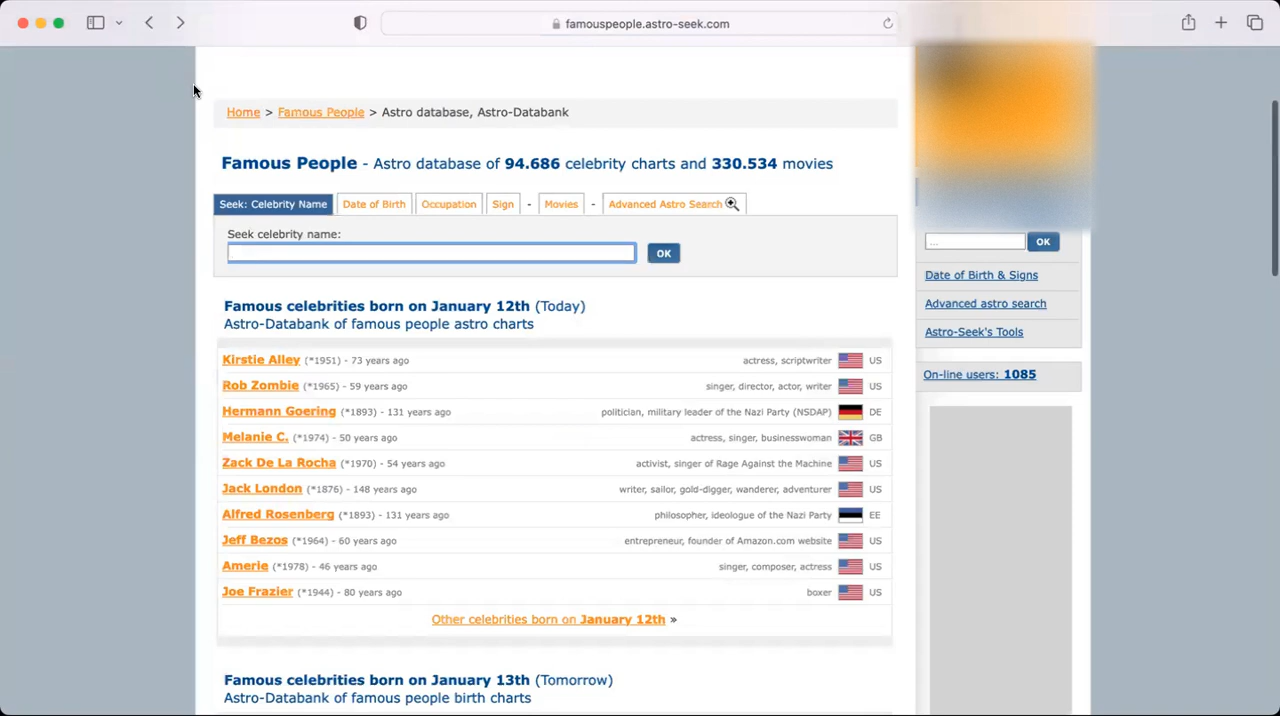 famouspeople.astro-seek.com
Home > Famous People > Astro database, Astro-Databank
Famous People - Astro database of 94.686 celebrity charts and 330.534 movies
Seek: Celebrity Name Date of Birth Occupation Sign - Movies - Advanced Astro Search
Seek celebrity name:
OK
... OK
Date of Birth & Signs
Advanced astro search
Astro-Seek's Tools
On-line users: 1085
Famous celebrities born on January 12th (Today)
Astro-Databank of famous people astro charts
Kirstie Alley (*1951) - 73 years ago actress, scriptwriter US
Rob Zombie (*1965) - 59 years ago singer, director, actor, writer US
Hermann Goering (*1893) - 131 years ago politician, military leader of the Nazi Party (NSDAP) DE
Melanie C. (*1974) - 50 years ago actress, singer, businesswoman GB
Zack De La Rocha (*1970) - 54 years ago activist, singer of Rage Against the Machine US
Jack London (*1876) - 148 years ago writer, sailor, gold-digger, wanderer, adventurer US
Alfred Rosenberg (*1893) - 131 years ago philosopher, ideologue of the Nazi Party EE
Jeff Bezos (*1964) - 60 years ago entrepreneur, founder of Amazon.com website US
Amerie (*1978) - 46 years ago singer, composer, actress US
Joe Frazier (*1944) - 80 years ago boxer US
Other celebrities born on January 12th »
Famous celebrities born on January 13th (Tomorrow)
Astro-Databank of famous people birth charts